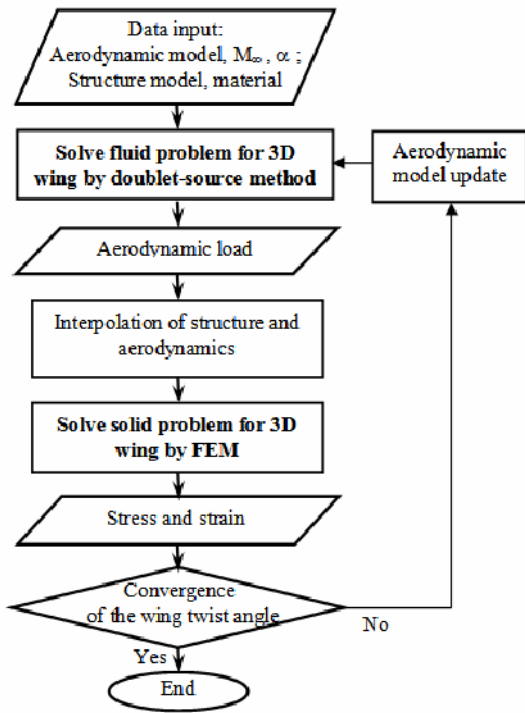 Data input:
Aerodynamic model, M∞, α ;
Structure model, material
Solve fluid problem for 3D
wing by doublet-source method
Aerodynamic
model update
Aerodynamic load
Interpolation of structure and
aerodynamics
Solve solid problem for 3D
wing by FEM
Stress and strain
Convergence
of the wing twist angle
No
Yes
End